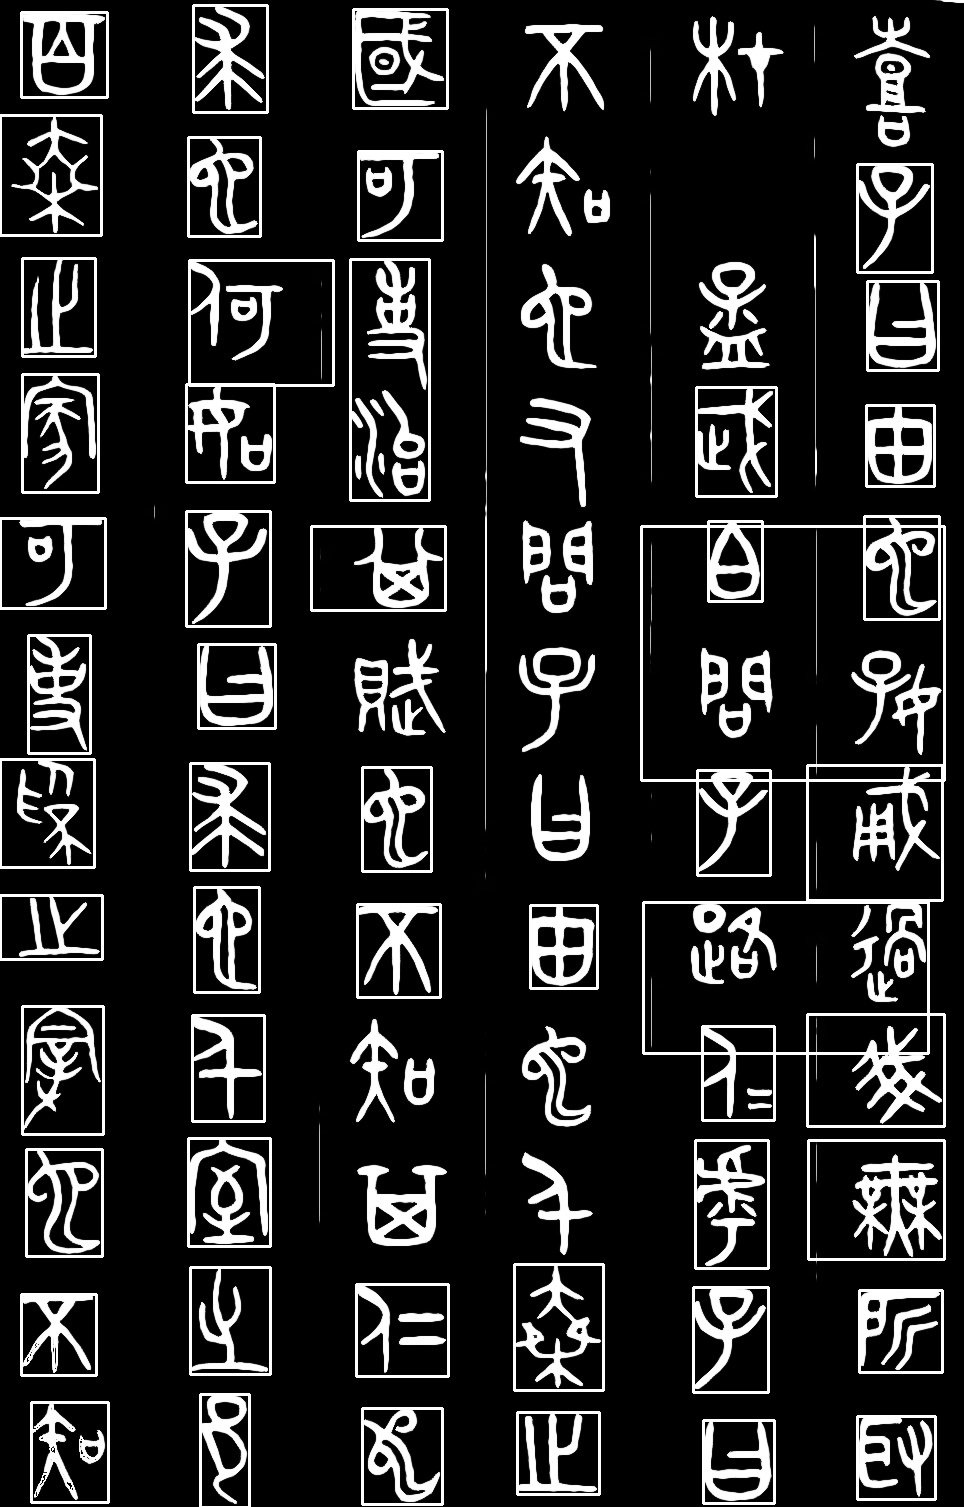 喜子曰由也好勇過我無所取
材孟武伯問子路仁乎子曰
不知也又問子曰由也千乘之
國可使治其賦也不知其仁也
求也何如子曰求也千室之邑
百乘之家可使為之宰也不知